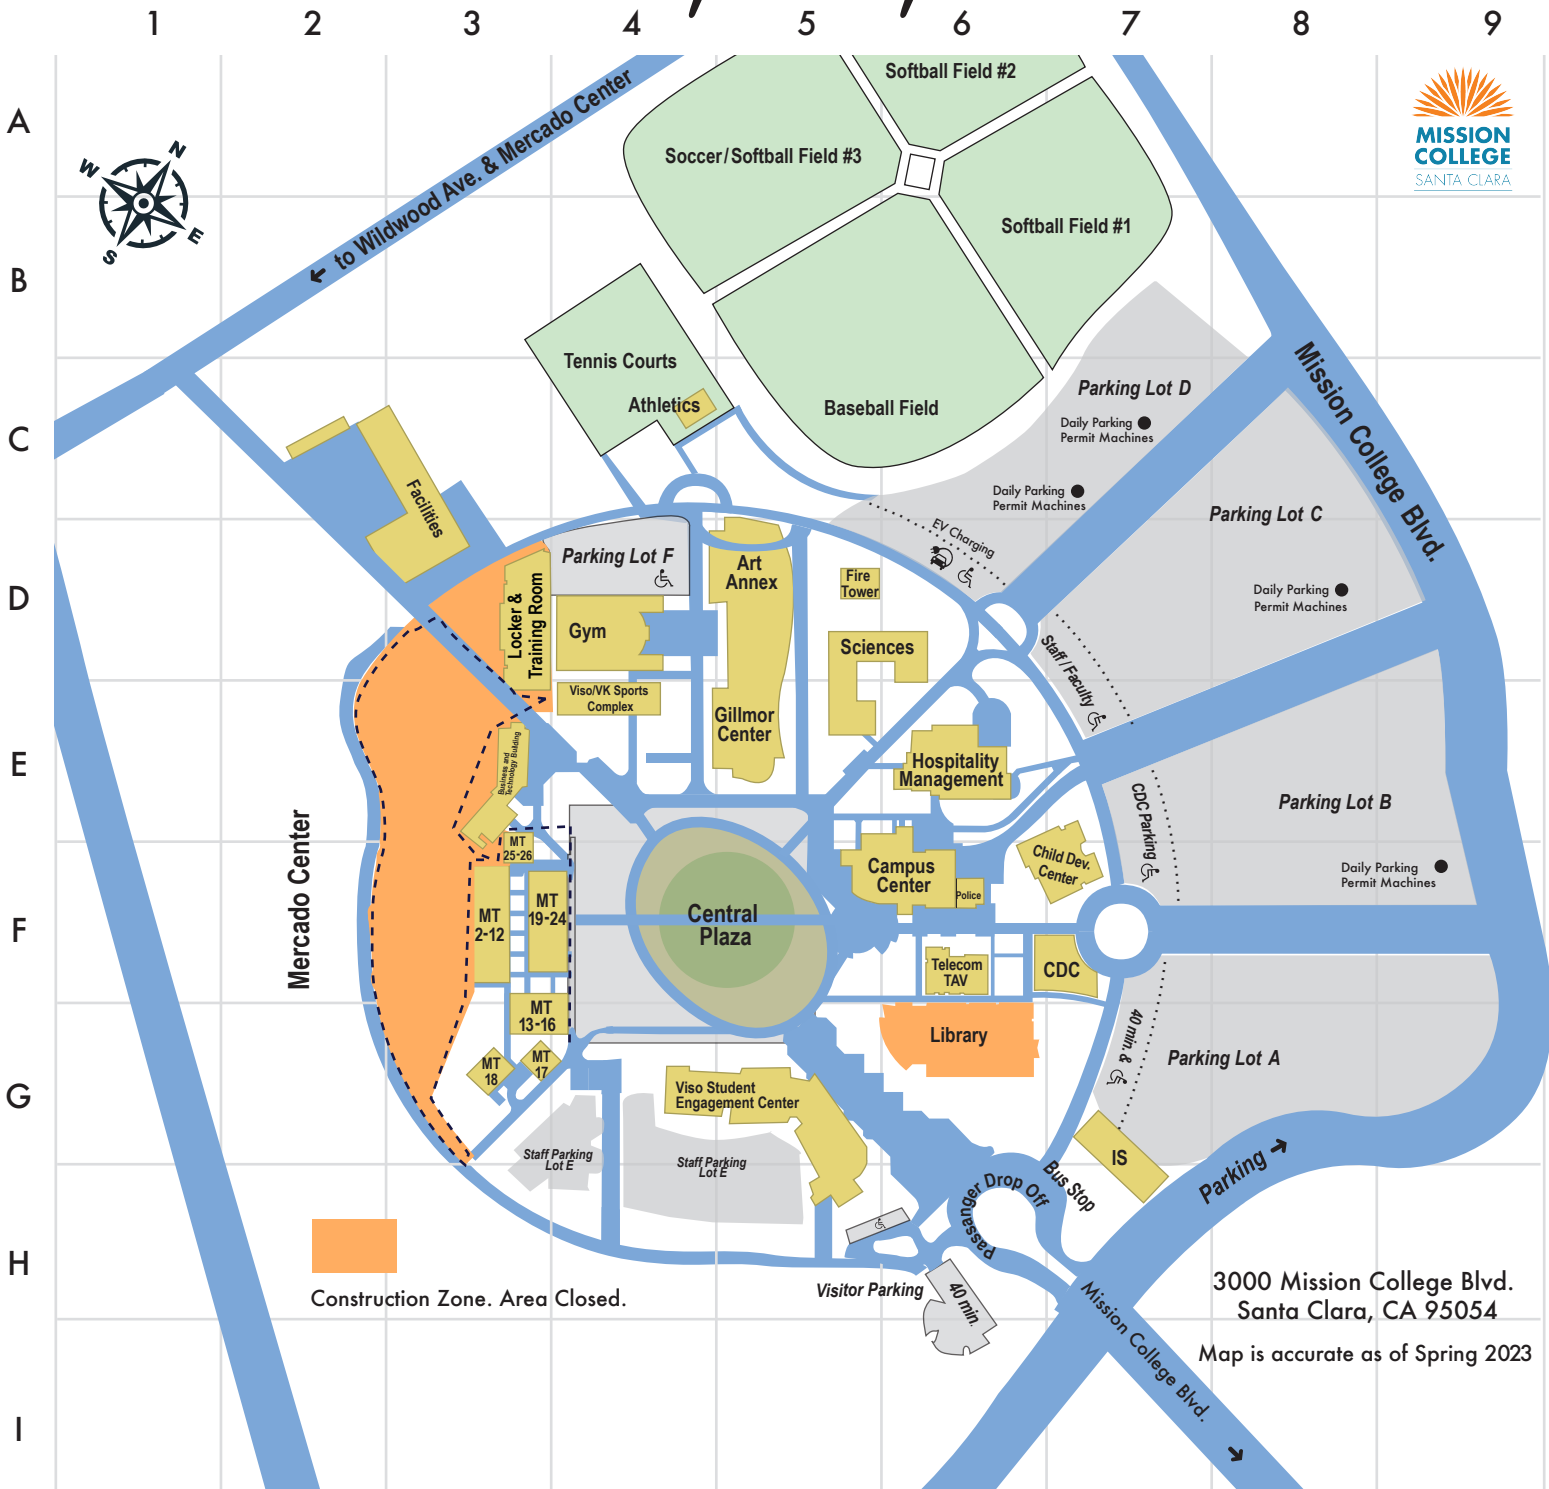 1 2 3 4 5 6 7 8 9
A
B
C
D
E
F
G
H
I
N
W
E
S
MISSION
COLLEGE
SANTA CLARA
← to Wildwood Ave. & Mercado Center
Softball Field #2
Soccer/Softball Field #3
Softball Field #1
Tennis Courts
Athletics
Baseball Field
Parking Lot D
Daily Parking
Permit Machines
Daily Parking
Permit Machines
Mission College Blvd.
Parking Lot C
Daily Parking
Permit Machines
EV Charging
Facilities
Parking Lot F
Locker &
Training Room
Gym
Art
Annex
Fire
Tower
Sciences
Staff/Faculty
Viso/VK Sports
Complex
Gillmor
Center
Hospitality
Management
Business and
Technology Building
CDC Parking
Parking Lot B
Daily Parking
Permit Machines
Mercado Center
MT
25-26
MT
2-12
MT
19-24
MT
13-16
MT
18
MT
17
Central
Plaza
Campus
Center
Police
Child Dev.
Center
Telecom
TAV
CDC
Library
40 min. &
Parking Lot A
Viso Student
Engagement Center
Staff Parking
Lot E
Staff Parking
Lot E
IS
Bus Stop
Passanger Drop Off
Parking →
Visitor Parking
40 min.
Mission College Blvd. →
Construction Zone. Area Closed.
3000 Mission College Blvd.
Santa Clara, CA 95054
Map is accurate as of Spring 2023